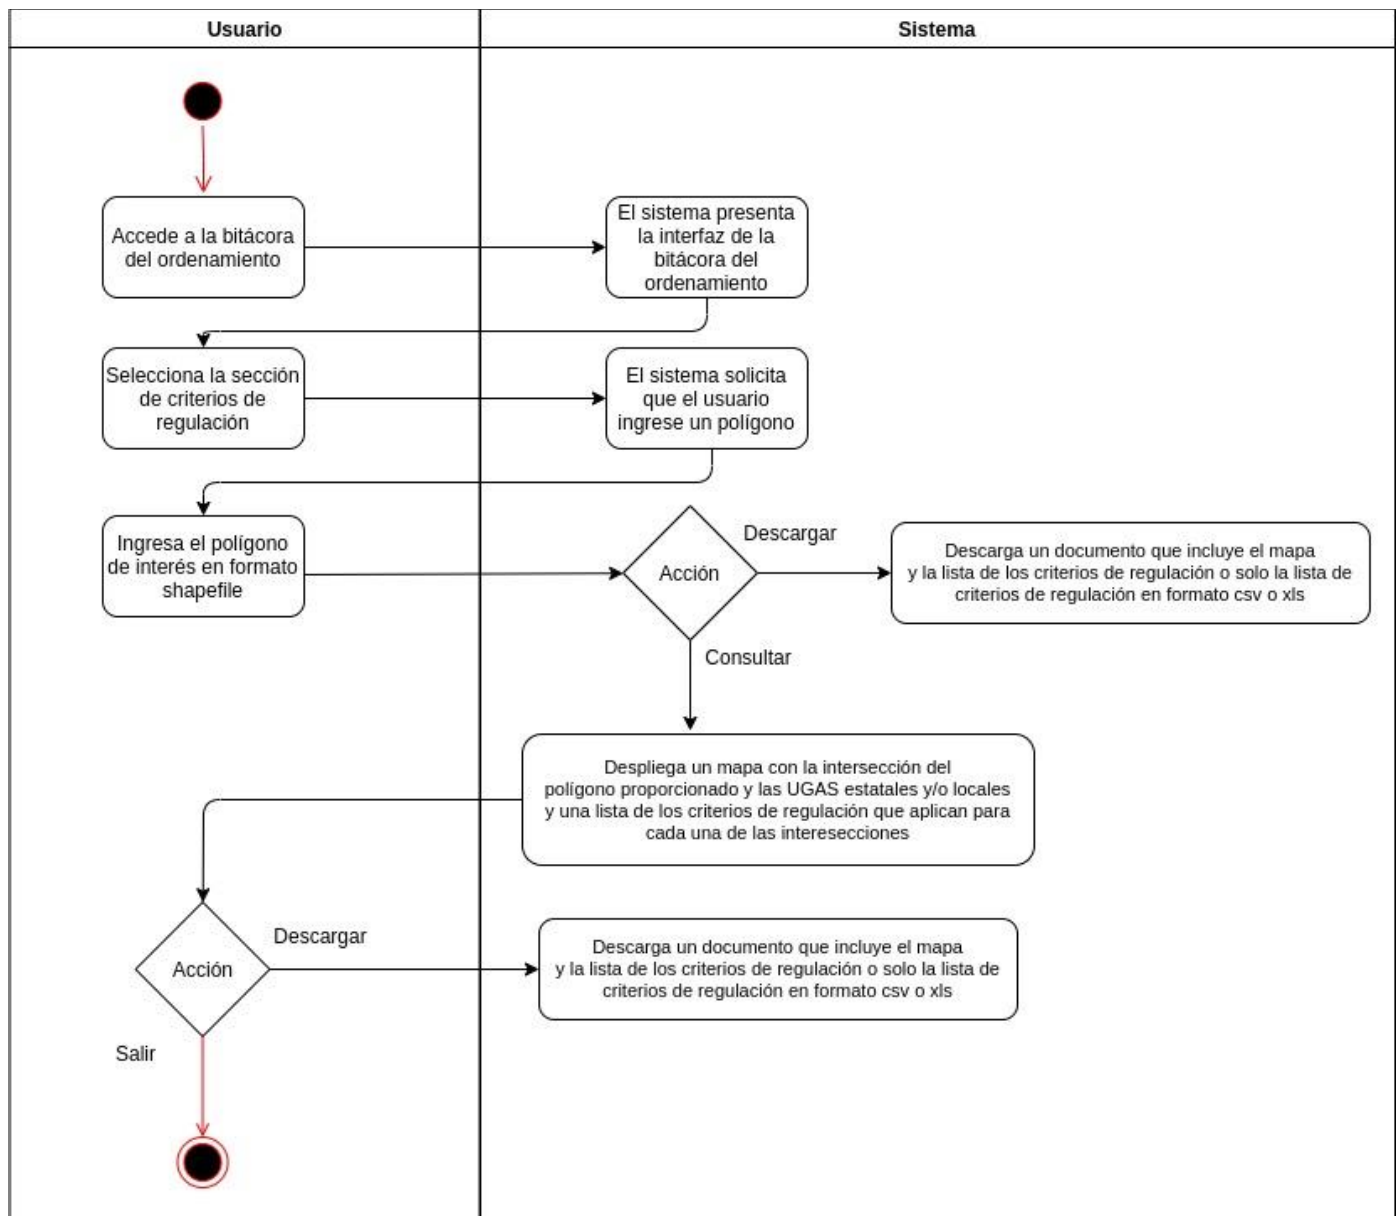 Usuario
Sistema
Accede a la bitácora
del ordenamiento
El sistema presenta
la interfaz de la
bitácora del
ordenamiento
Selecciona la sección
de criterios de
regulación
El sistema solicita
que el usuario
ingrese un polígono
Ingresa el polígono
de interés en formato
shapefile
Acción
Descargar
Descarga un documento que incluye el mapa
y la lista de los criterios de regulación o solo la lista de
criterios de regulación en formato csv o xls
Consultar
Despliega un mapa con la intersección del
polígono proporcionado y las UGAS estatales y/o locales
y una lista de los criterios de regulación que aplican para
cada una de las interesecciones
Acción
Descargar
Descarga un documento que incluye el mapa
y la lista de los criterios de regulación o solo la lista de
criterios de regulación en formato csv o xls
Salir